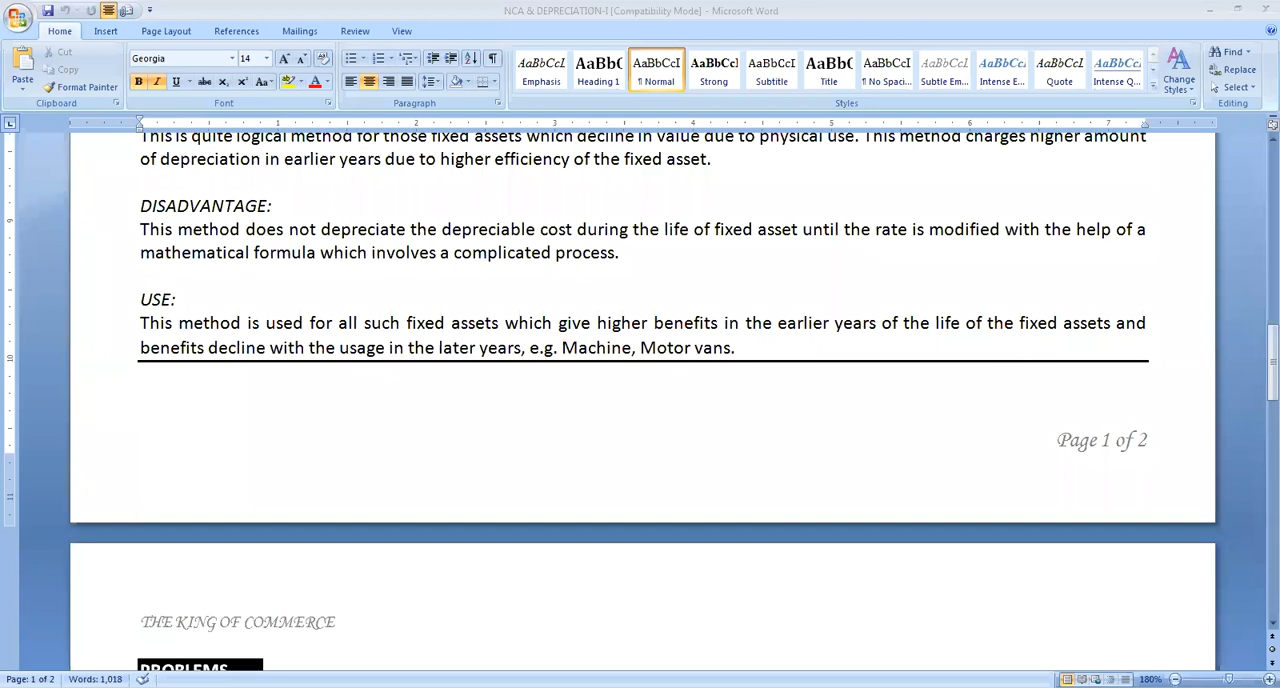 NCA & DEPRECIATION-I [Compatibility Mode] - Microsoft Word
Home Insert Page Layout References Mailings Review View
Paste
Cut
Copy
Format Painter
Clipboard
Georgia 14
Font
Paragraph
AaBbCcI AaBb( AaBbCcI AaBbCc AaBbCcI AaBb( AaBbCcI AaBbCcI AaBbCcI AaBbCcI AaBbCcI
Emphasis Heading 1 ¶ Normal Strong Subtitle Title ¶ No Spaci... Subtle Em... Intense E... Quote Intense Q...
Change
Styles
Styles
Find
Replace
Select
Editing
This is quite logical method for those fixed assets which decline in value due to physical use. This method charges higher amount
of depreciation in earlier years due to higher efficiency of the fixed asset.
DISADVANTAGE:
This method does not depreciate the depreciable cost during the life of fixed asset until the rate is modified with the help of a
mathematical formula which involves a complicated process.
USE:
This method is used for all such fixed assets which give higher benefits in the earlier years of the life of the fixed assets and
benefits decline with the usage in the later years, e.g. Machine, Motor vans.
Page 1 of 2
THE KING OF COMMERCE
PROBLEMS
Page: 1 of 2 Words: 1,018 180%